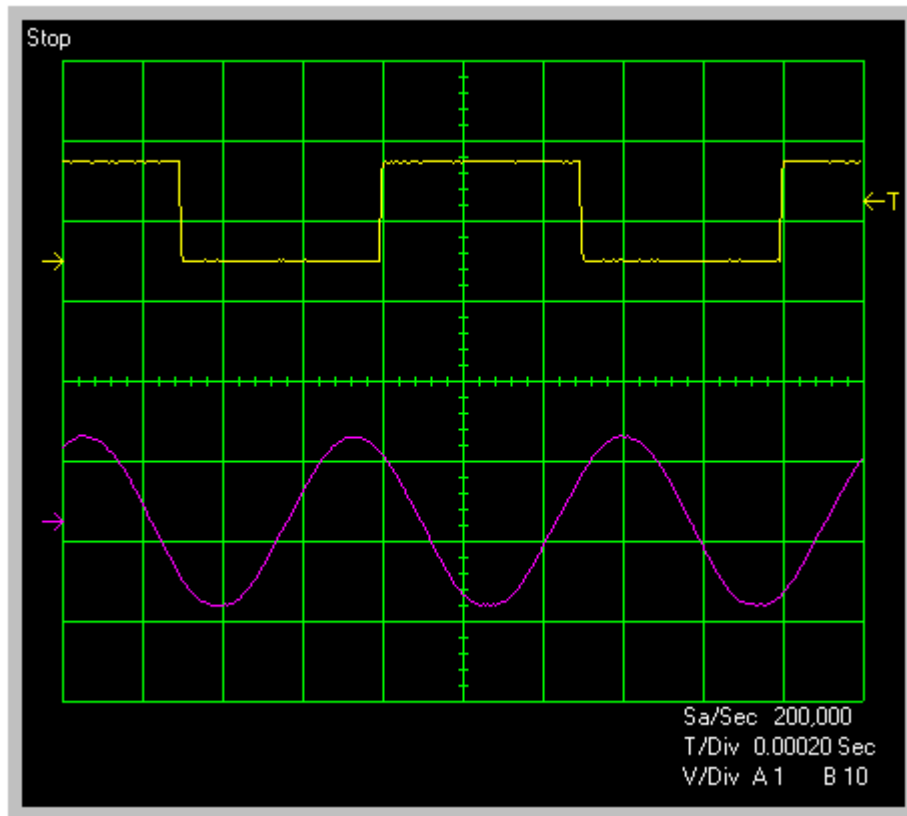 Stop
T
Sa/Sec 200,000
T/Div 0.00020 Sec
V/Div A 1 B 10